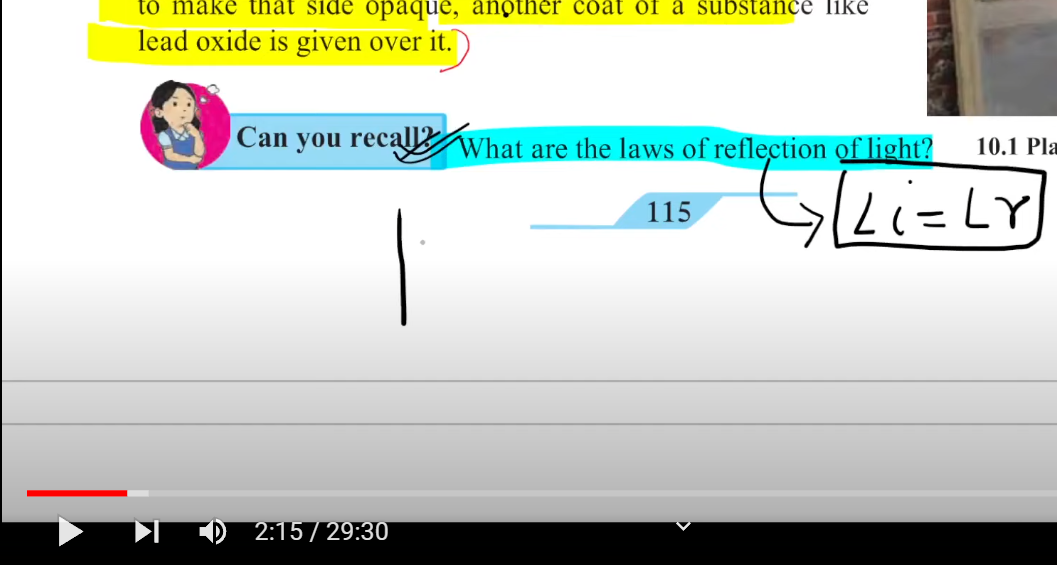 to make that side opaque, another coat of a substance like
lead oxide is given over it.
Can you recall? What are the laws of reflection of light?
10.1 Pla
115
∠i = ∠r
2:15 / 29:30